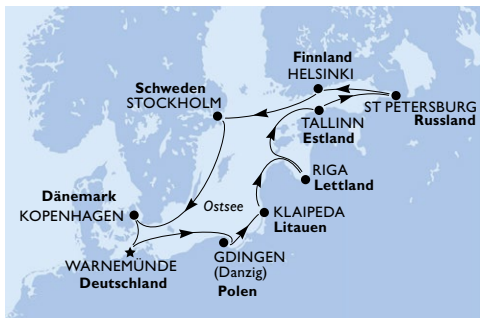 Finnland
HELSINKI
Schweden
STOCKHOLM
ST PETERSBURG
Russland
TALLINN
Estland
RIGA
Lettland
Dänemark
KOPENHAGEN
Ostsee
KLAIPEDA
Litauen
WARNEMÜNDE
Deutschland
GDINGEN
(Danzig)
Polen